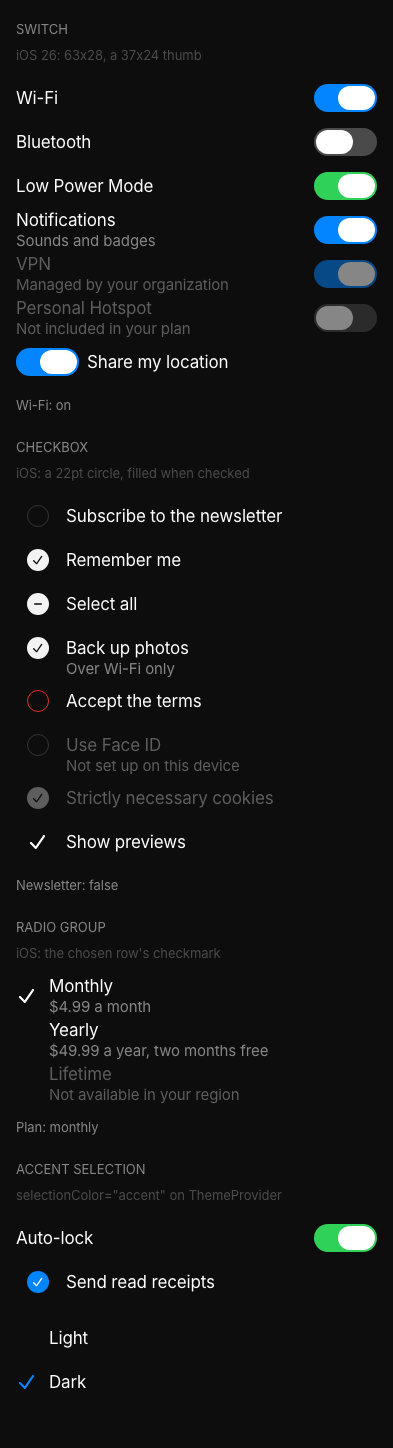 SWITCH
iOS 26: 63x28, a 37x24 thumb
Wi-Fi
Bluetooth
Low Power Mode
Notifications
Sounds and badges
VPN
Managed by your organization
Personal Hotspot
Not included in your plan
Share my location
Wi-Fi: on
CHECKBOX
iOS: a 22pt circle, filled when checked
Subscribe to the newsletter
Remember me
Select all
Back up photos
Over Wi-Fi only
Accept the terms
Use Face ID
Not set up on this device
Strictly necessary cookies
Show previews
Newsletter: false
RADIO GROUP
iOS: the chosen row's checkmark
Monthly
$4.99 a month
Yearly
$49.99 a year, two months free
Lifetime
Not available in your region
Plan: monthly
ACCENT SELECTION
selectionColor="accent" on ThemeProvider
Auto-lock
Send read receipts
Light
Dark